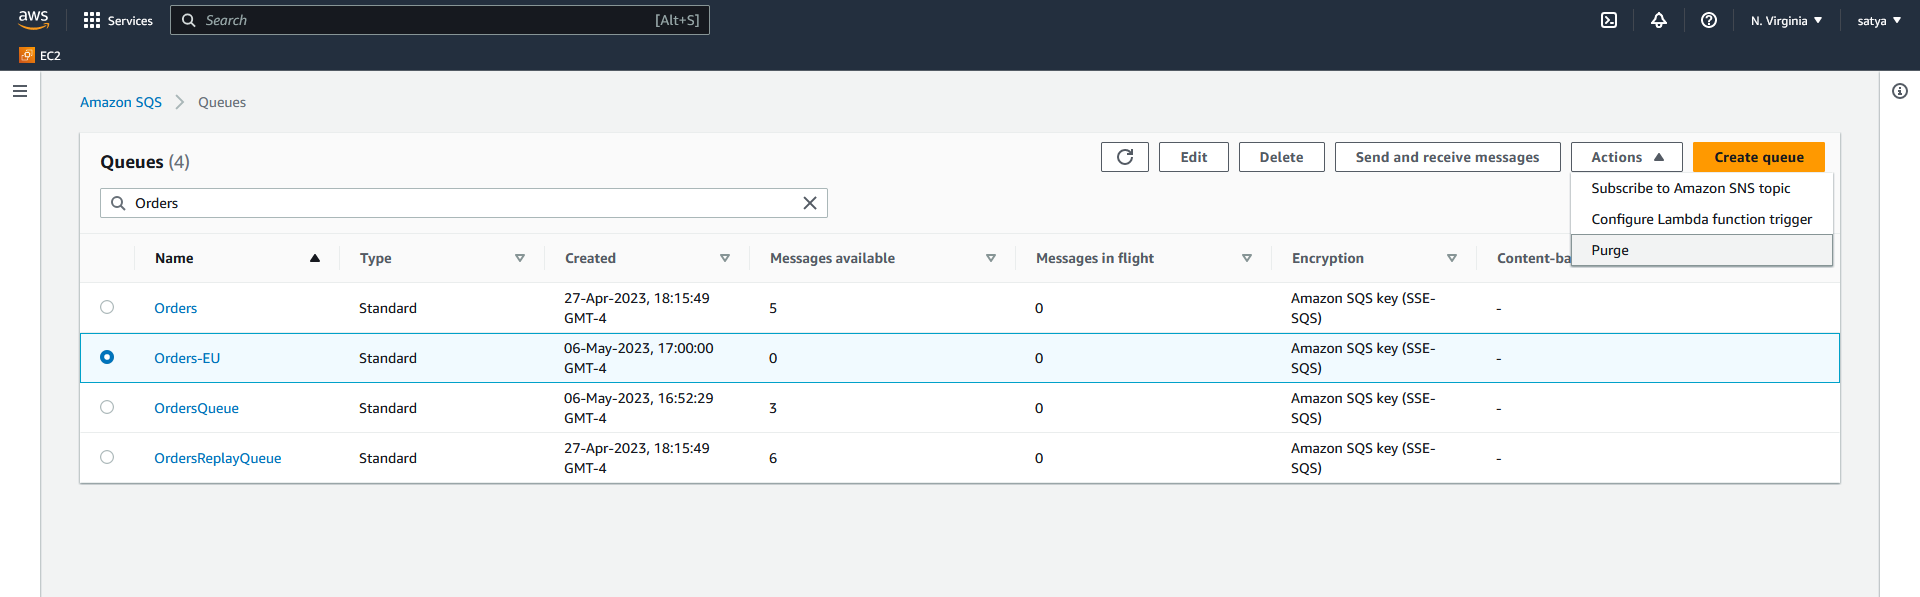 aws
Services
Search [Alt+S]
N. Virginia
satya
EC2
Amazon SQS
Queues
Queues (4)
Edit
Delete
Send and receive messages
Actions
Create queue
Orders
Subscribe to Amazon SNS topic
Configure Lambda function trigger
Purge
Name Type Created Messages available Messages in flight Encryption Content-ba
Orders Standard 27-Apr-2023, 18:15:49 GMT-4 5 0 Amazon SQS key (SSE-SQS) -
Orders-EU Standard 06-May-2023, 17:00:00 GMT-4 0 0 Amazon SQS key (SSE-SQS) -
OrdersQueue Standard 06-May-2023, 16:52:29 GMT-4 3 0 Amazon SQS key (SSE-SQS) -
OrdersReplayQueue Standard 27-Apr-2023, 18:15:49 GMT-4 6 0 Amazon SQS key (SSE-SQS) -